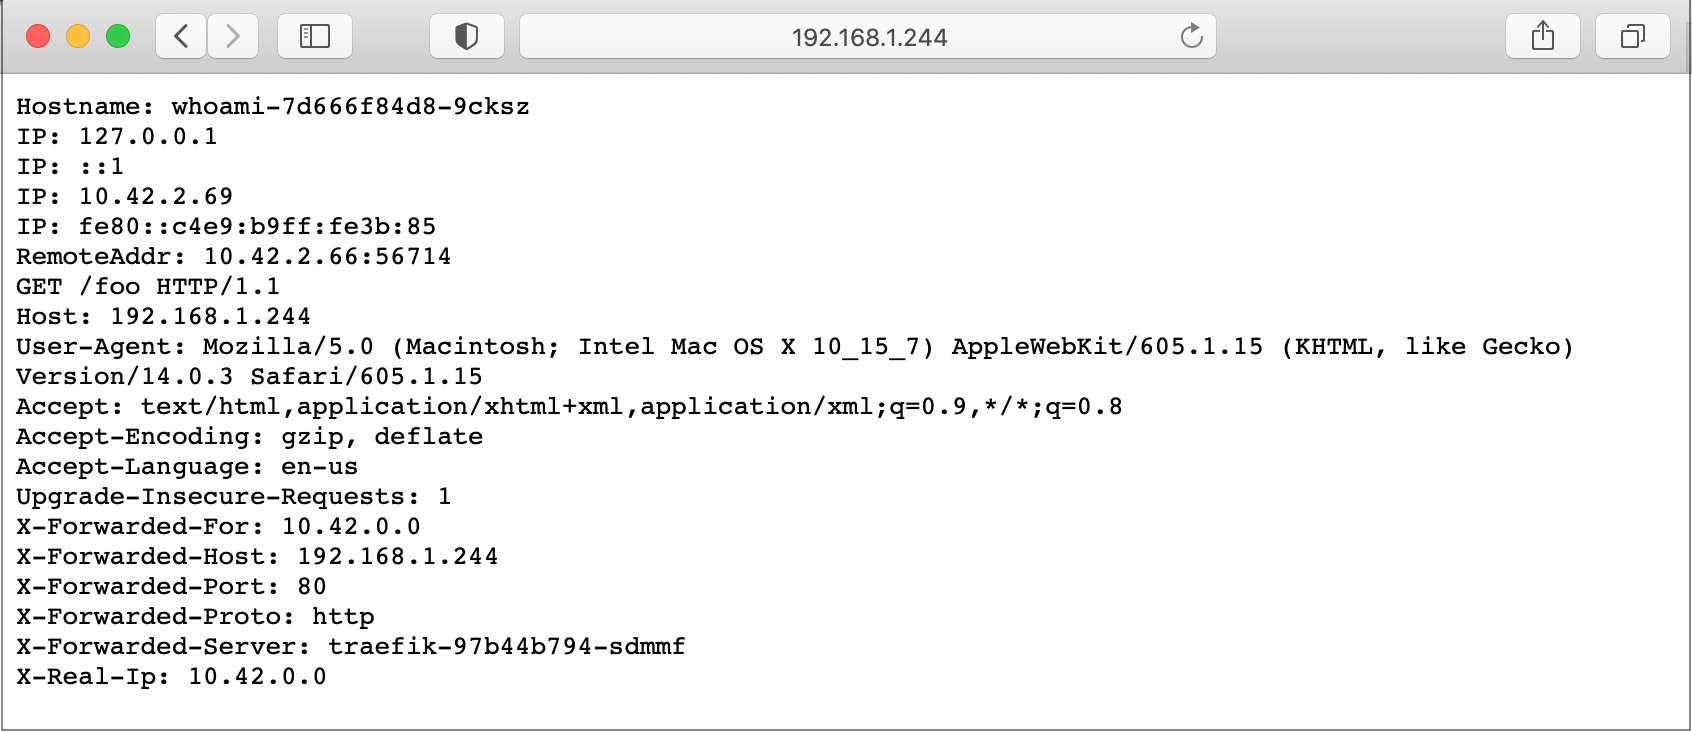 192.168.1.244
Hostname: whoami-7d666f84d8-9cksz
IP: 127.0.0.1
IP: ::1
IP: 10.42.2.69
IP: fe80::c4e9:b9ff:fe3b:85
RemoteAddr: 10.42.2.66:56714
GET /foo HTTP/1.1
Host: 192.168.1.244
User-Agent: Mozilla/5.0 (Macintosh; Intel Mac OS X 10_15_7) AppleWebKit/605.1.15 (KHTML, like Gecko)
Version/14.0.3 Safari/605.1.15
Accept: text/html,application/xhtml+xml,application/xml;q=0.9,*/*;q=0.8
Accept-Encoding: gzip, deflate
Accept-Language: en-us
Upgrade-Insecure-Requests: 1
X-Forwarded-For: 10.42.0.0
X-Forwarded-Host: 192.168.1.244
X-Forwarded-Port: 80
X-Forwarded-Proto: http
X-Forwarded-Server: traefik-97b44b794-sdmmf
X-Real-Ip: 10.42.0.0